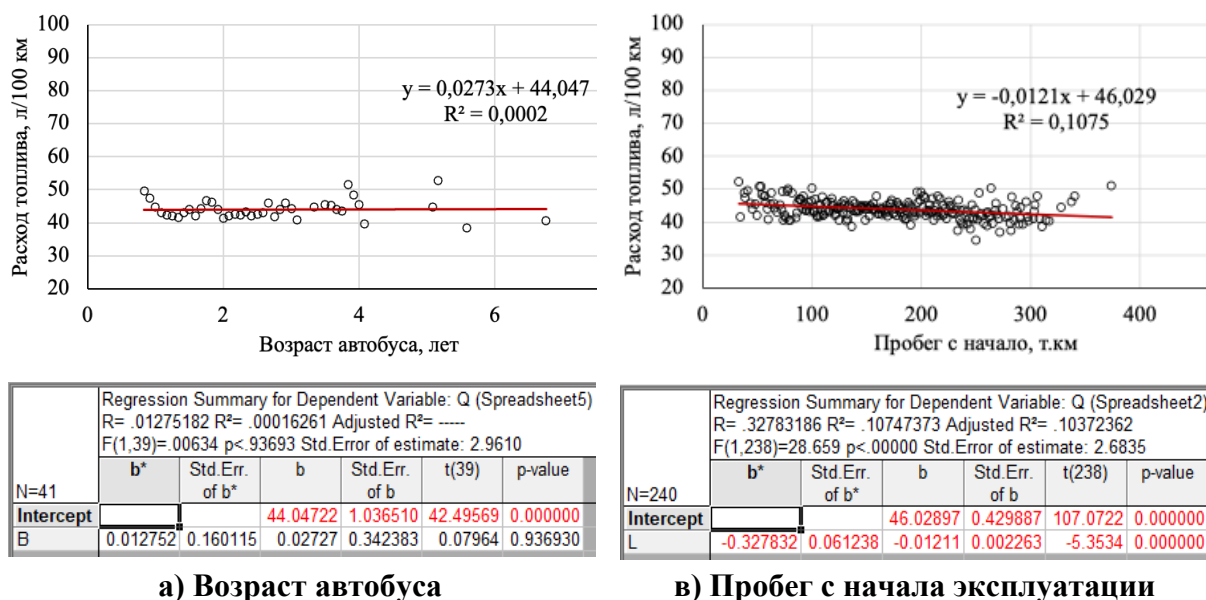 Расход топлива, л/100 км
100
90
80
70
60
50
40
30
20
0
2
4
6
y = 0,0273x + 44,047
R² = 0,0002
Возраст автобуса, лет
Расход топлива, л/100 км
100
90
80
70
60
50
40
30
20
0
100
200
300
400
y = -0,0121x + 46,029
R² = 0,1075
Пробег с начало, т.км
Regression Summary for Dependent Variable: Q (Spreadsheet5)
R= .01275182 R²= .00016261 Adjusted R²= -----
F(1,39)=.00634 p<.93693 Std.Error of estimate: 2.9610
N=41 b* Std.Err. of b* b Std.Err. of b t(39) p-value
Intercept 44.04722 1.036510 42.49569 0.000000
B 0.012752 0.160115 0.02727 0.342383 0.07964 0.936930
Regression Summary for Dependent Variable: Q (Spreadsheet2)
R= .32783186 R²= .10747373 Adjusted R²= .10372362
F(1,238)=28.659 p<.00000 Std.Error of estimate: 2.6835
N=240 b* Std.Err. of b* b Std.Err. of b t(238) p-value
Intercept 46.02897 0.429887 107.0722 0.000000
L -0.327832 0.061238 -0.01211 0.002263 -5.3534 0.000000
а) Возраст автобуса
в) Пробег с начала эксплуатации